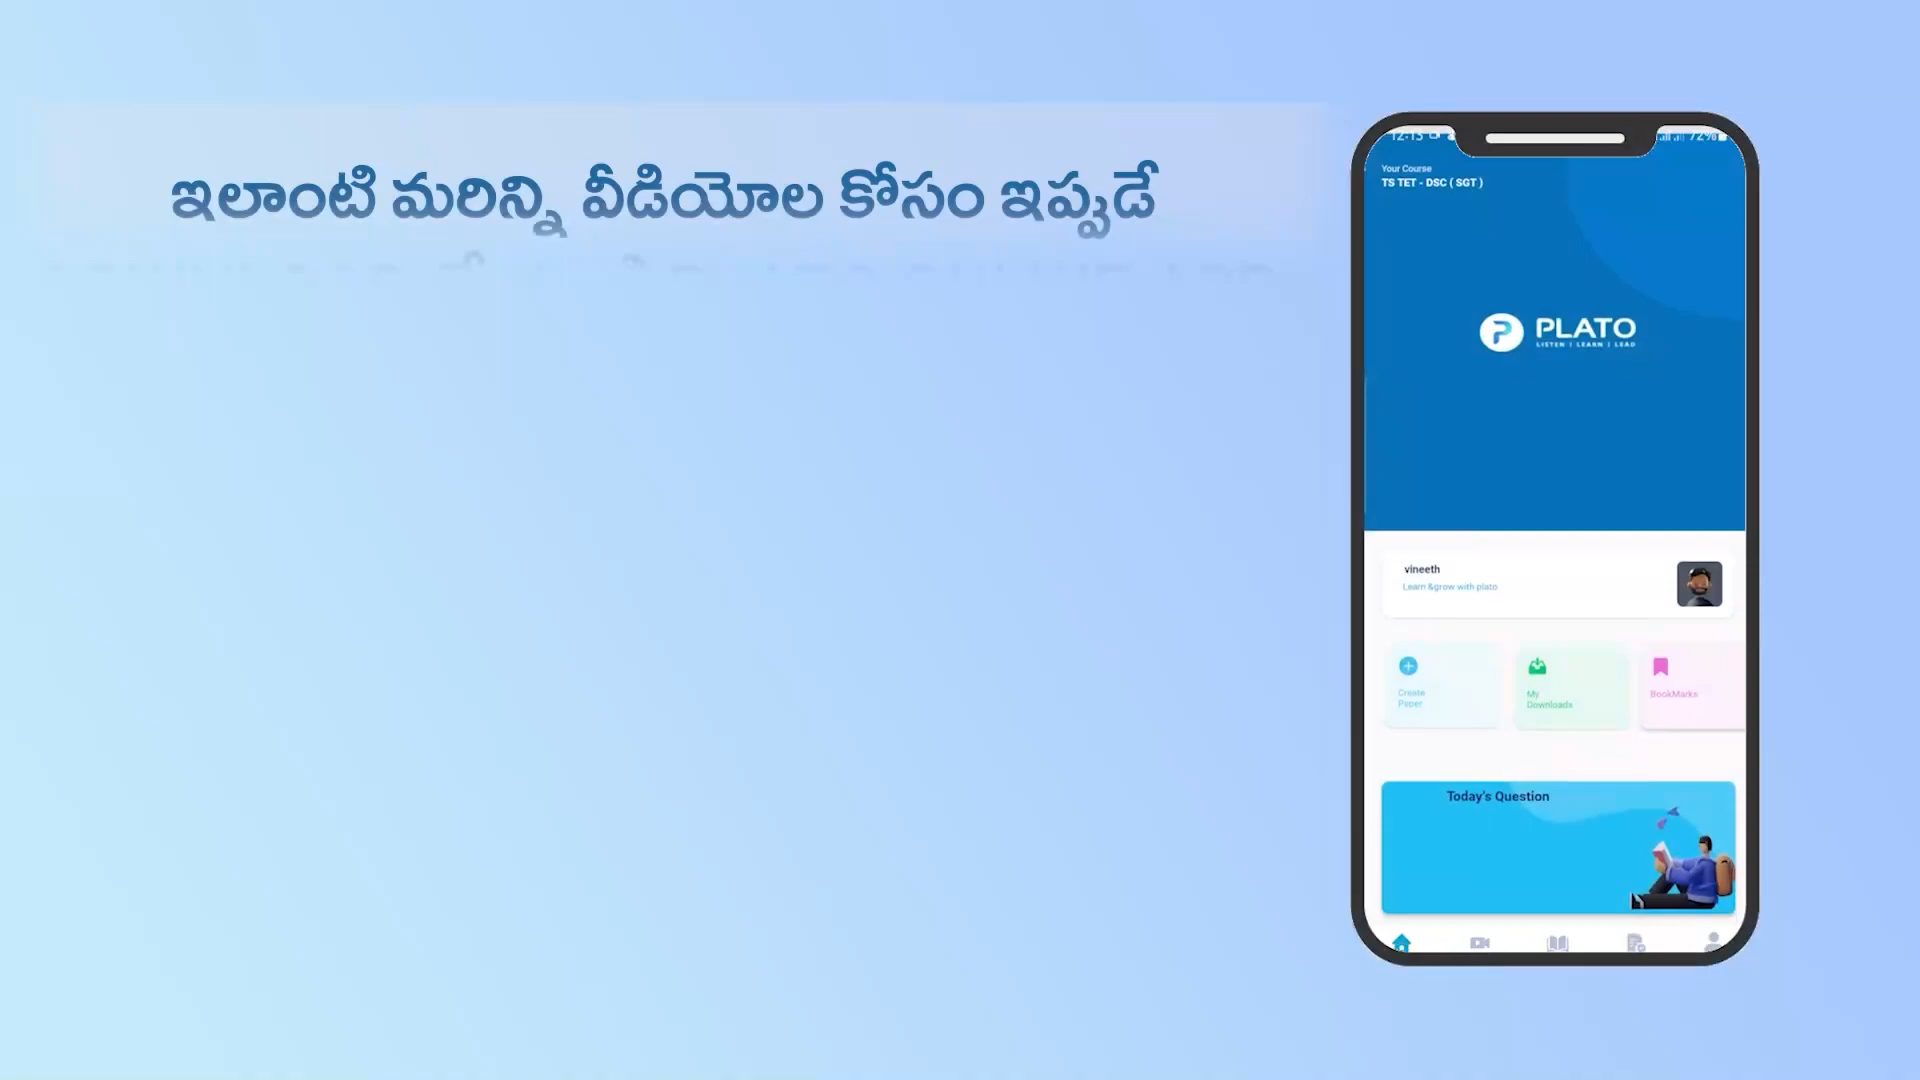 ఇలాంటి మరిన్ని వీడియోల కోసం ఇప్పుడే
72%
Your Course
TS TET - DSC ( SGT )
PLATO
LISTEN | LEARN | LEAD
vineeth
Learn &grow with plato
Create
Paper
My
Downloads
BookMarks
Today's Question